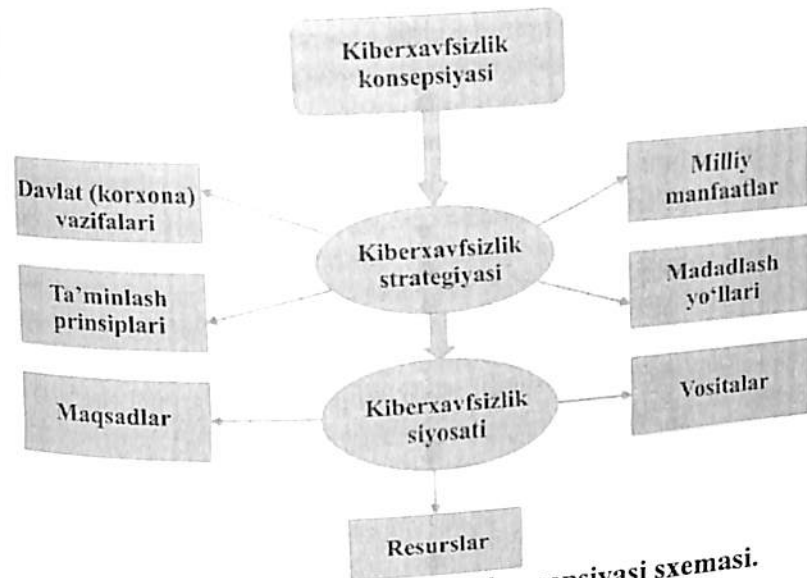 Kiberxavfsizlik
konsepsiyasi
Davlat (korxona)
vazifalari
Milliy
manfaatlar
Kiberxavfsizlik
strategiyasi
Ta’minlash
prinsiplari
Madadlash
yo‘llari
Maqsadlar
Kiberxavfsizlik
siyosati
Vositalar
Resurslar
sxemasi.